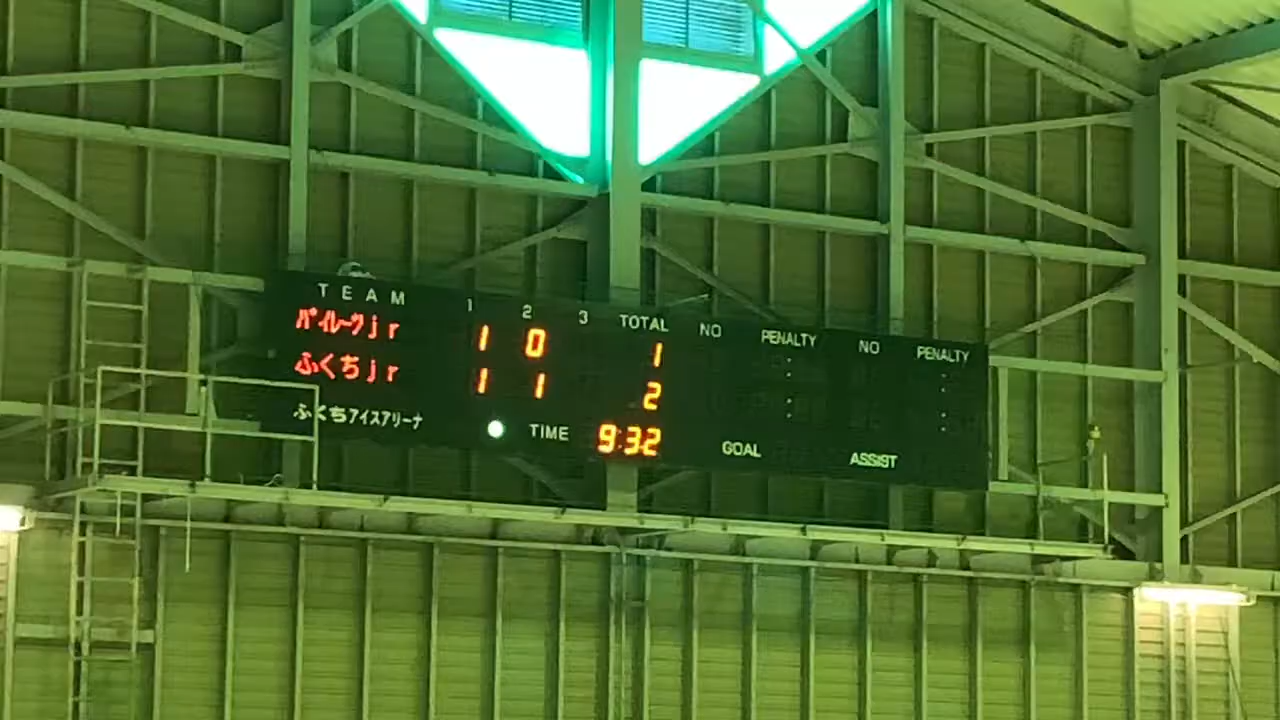 TEAM 1 2 3 TOTAL NO PENALTY NO PENALTY
パイレーツjr 1 0 1 : :
ふくちjr 1 1 2 : :
ふくちアイスアリーナ TIME 9:32 GOAL ASSIST